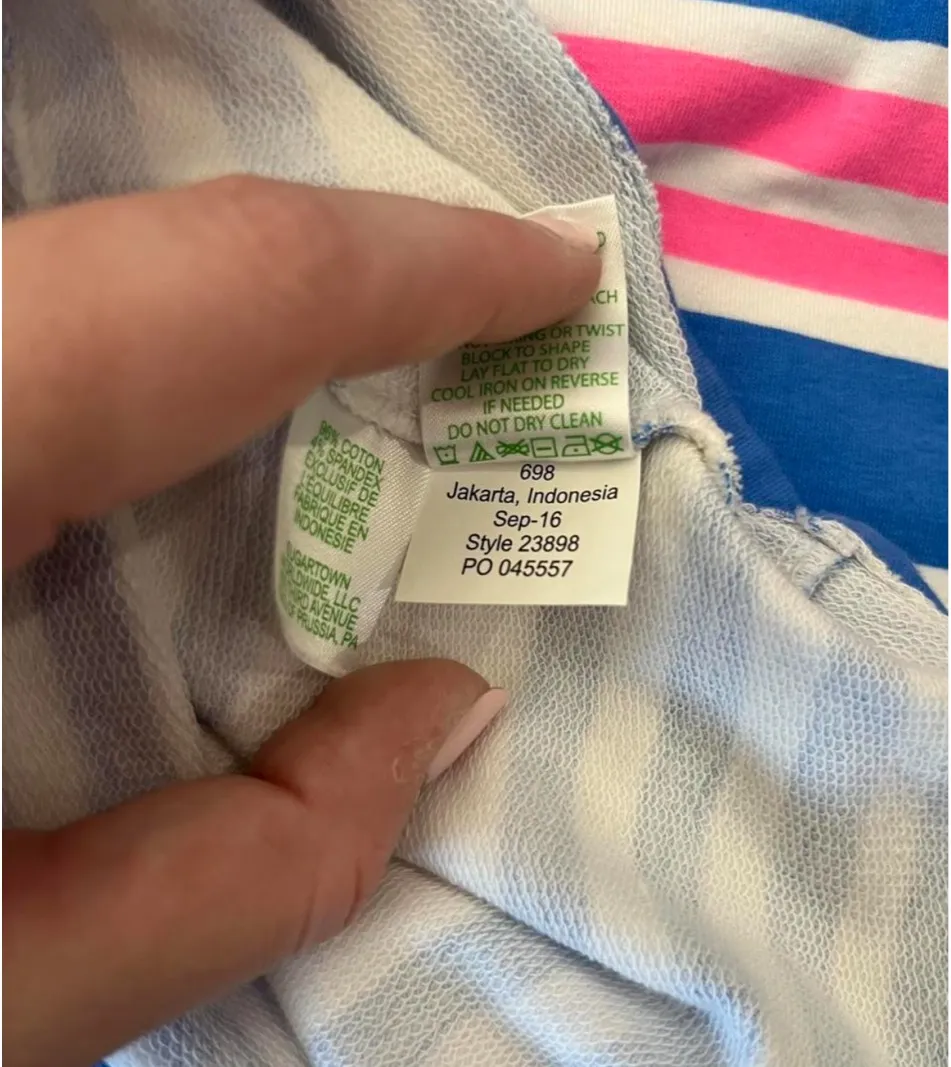 BLOCK TO SHAPE
LAY FLAT TO DRY
COOL IRON ON REVERSE
IF NEEDED
DO NOT DRY CLEAN
698
Jakarta, Indonesia
Sep-16
Style 23898
PO 045557
COTON
SPANDEX
EXCLUSIF DE
L'EQUILIBRE
FABRIQUE EN
INDONESIE
SUGARTOWN
WORLDWIDE, LLC
AVENUE
PRUSSIA, PA
OR TWIST